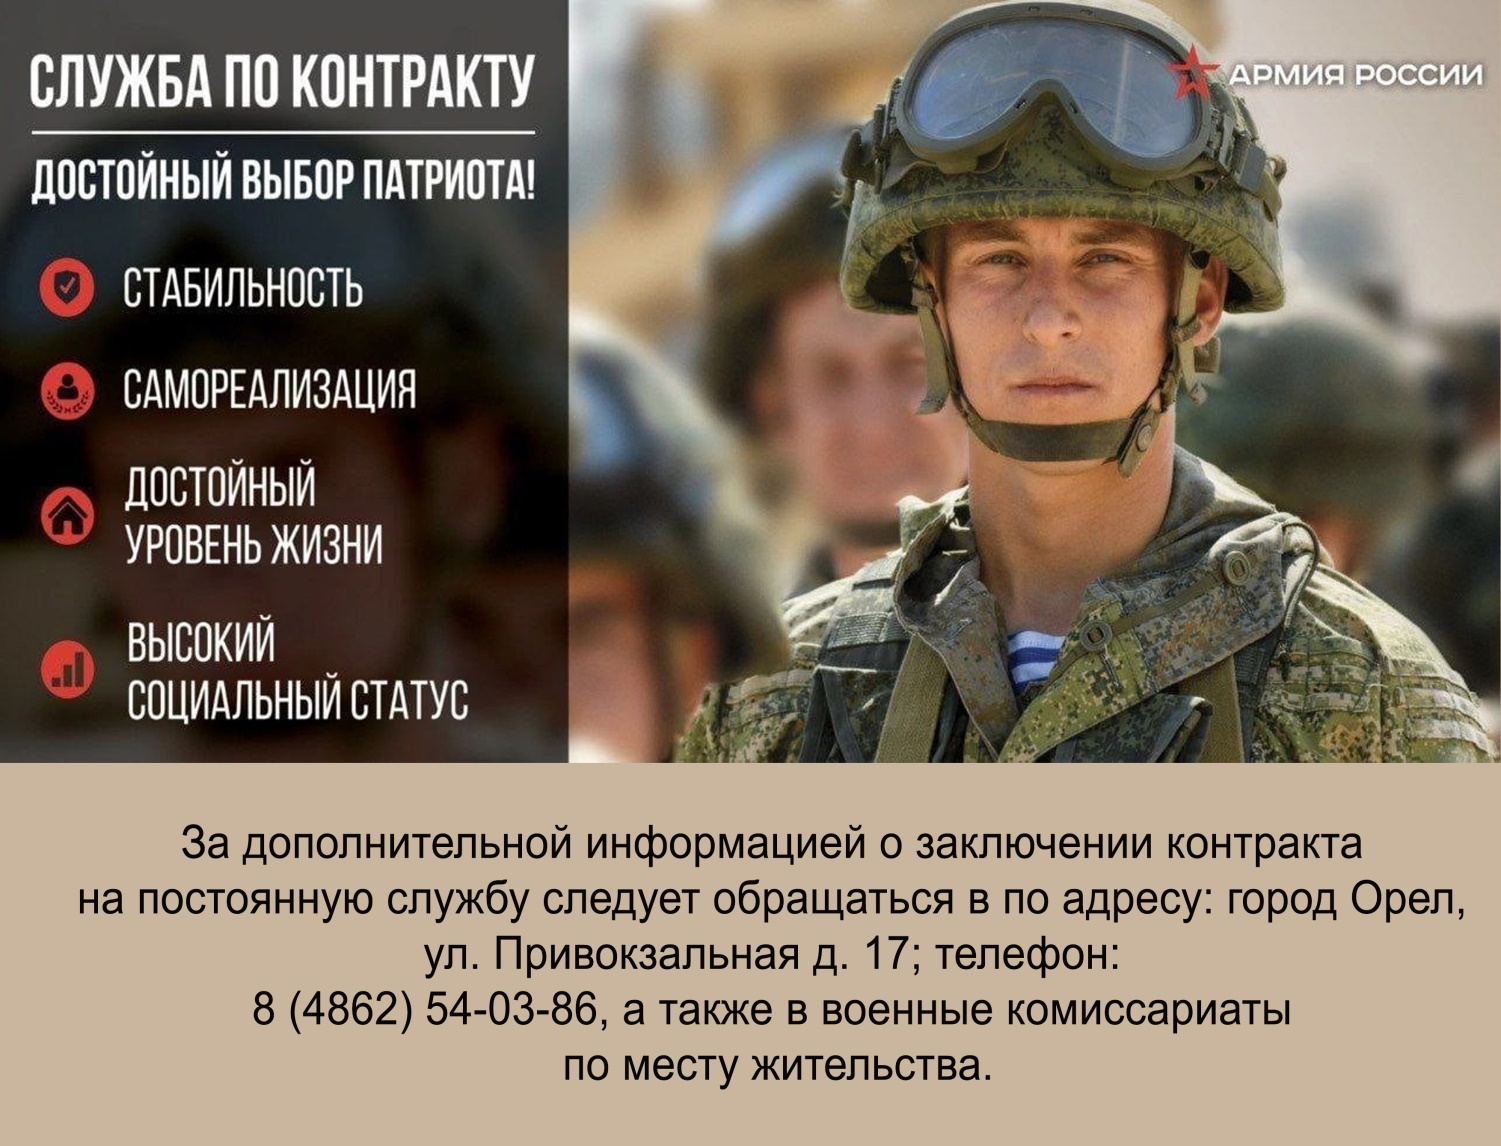 СЛУЖБА ПО КОНТРАКТУ
ДОСТОЙНЫЙ ВЫБОР ПАТРИОТА!
СТАБИЛЬНОСТЬ
САМОРЕАЛИЗАЦИЯ
ДОСТОЙНЫЙ
УРОВЕНЬ ЖИЗНИ
ВЫСОКИЙ
СОЦИАЛЬНЫЙ СТАТУС
АРМИЯ РОССИИ
За дополнительной информацией о заключении контракта
на постоянную службу следует обращаться в по адресу: город Орел,
ул. Привокзальная д. 17; телефон:
8 (4862) 54-03-86, а также в военные комиссариаты
по месту жительства.